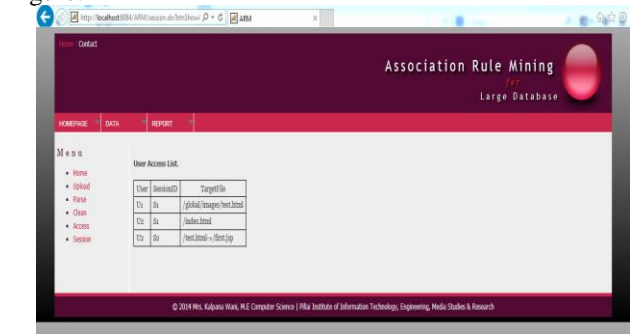 http://localhost:8084/ARM/session.do?btnShowi
ARM
Home Contact
Association Rule Mining
for
Large Database
HOMEPAGE DATA REPORT
Menu
Home
Upload
Parse
Clean
Access
Session
User Access List.
User SessionID TargetFile
U1 S1 /global/images/test.html
U2 S1 /index.html
U2 S2 /test.html->/first.jsp
© 2014 Mrs. Kalpana Wani, M.E Computer Science | Pillai Institute of Information Technology, Engineering, Media Studies & Research